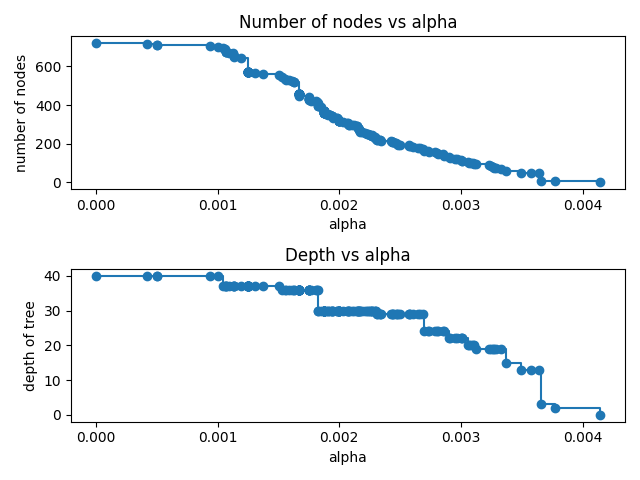 Number of nodes vs alpha
number of nodes
600
400
200
0
0.000 0.001 0.002 0.003 0.004
alpha
Depth vs alpha
depth of tree
40
30
20
10
0
0.000 0.001 0.002 0.003 0.004
alpha